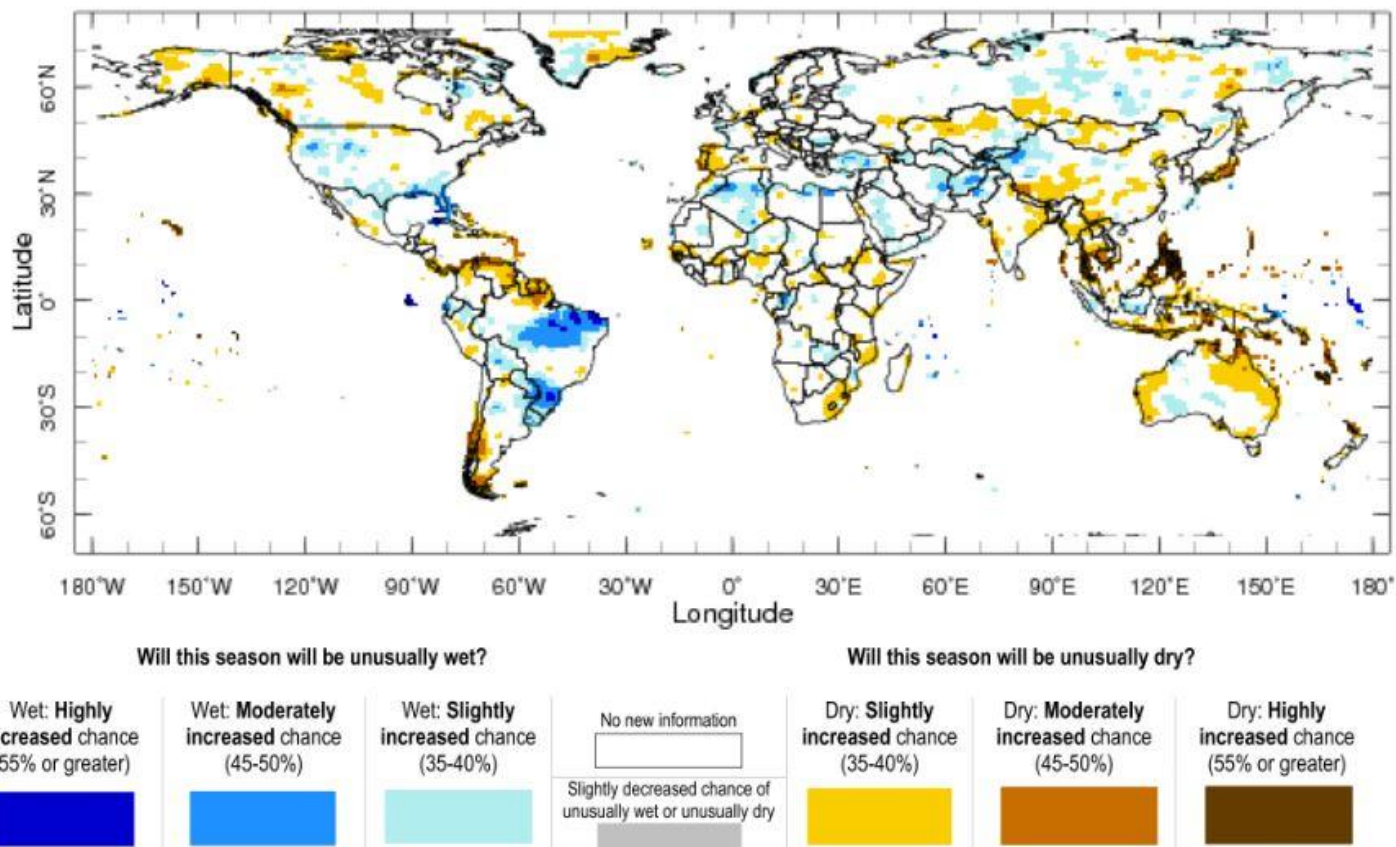 60°N
30°N
0°
30°S
60°S
Latitude
180°W 150°W 120°W 90°W 60°W 30°W 0° 30°E 60°E 90°E 120°E 150°E 180°
Longitude
Will this season will be unusually wet?
Will this season will be unusually dry?
Wet: Highly
creased chance
55% or greater)
Wet: Moderately
increased chance
(45-50%)
Wet: Slightly
increased chance
(35-40%)
No new information
Slightly decreased chance of
unusually wet or unusually dry
Dry: Slightly
increased chance
(35-40%)
Dry: Moderately
increased chance
(45-50%)
Dry: Highly
increased chance
(55% or greater)